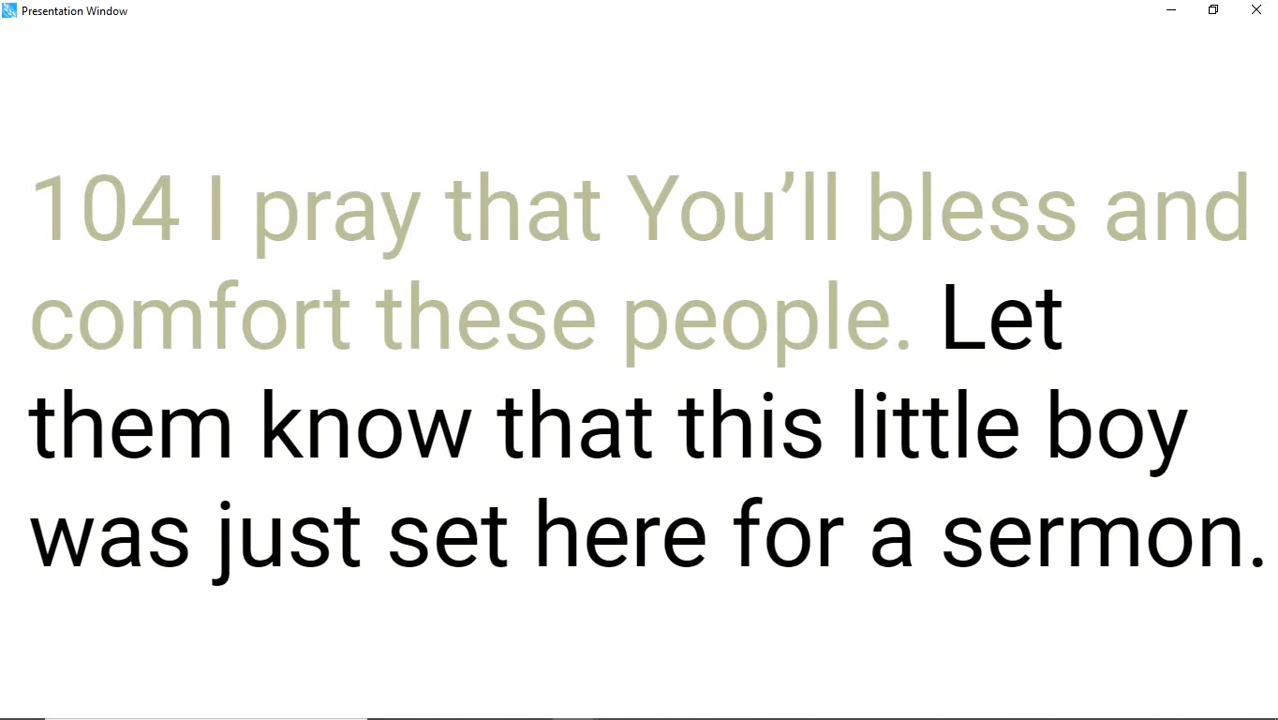 Presentation Window
104 I pray that You’ll bless and
comfort these people. Let
them know that this little boy
was just set here for a sermon.